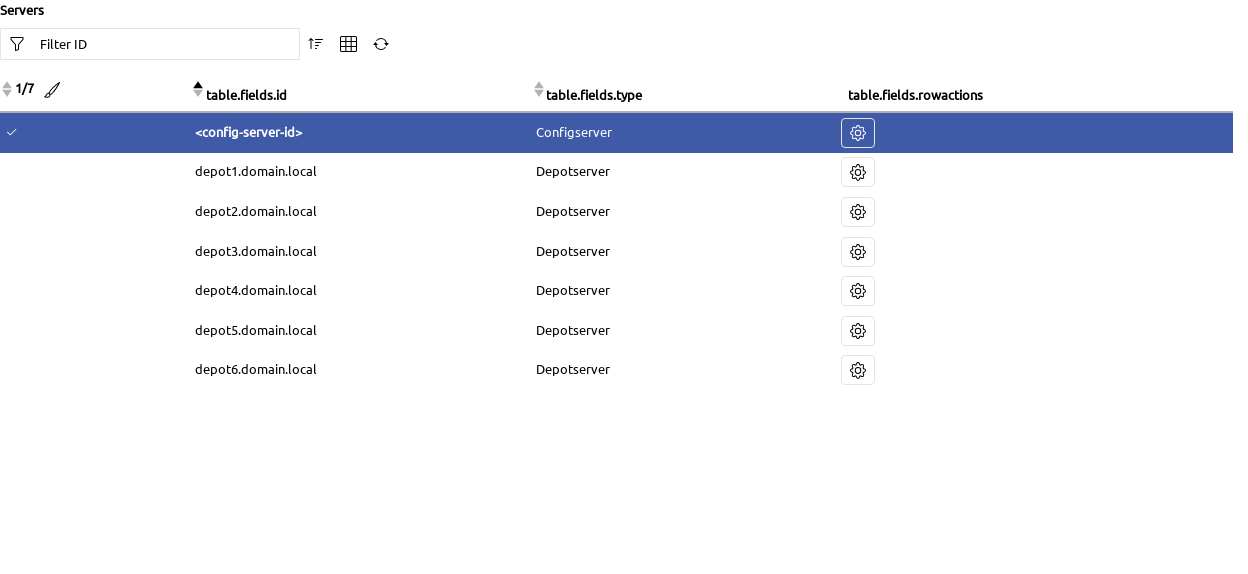 Servers
Filter ID
1/7 table.fields.id table.fields.type table.fields.rowactions
<config-server-id> Configserver
depot1.domain.local Depotserver
depot2.domain.local Depotserver
depot3.domain.local Depotserver
depot4.domain.local Depotserver
depot5.domain.local Depotserver
depot6.domain.local Depotserver